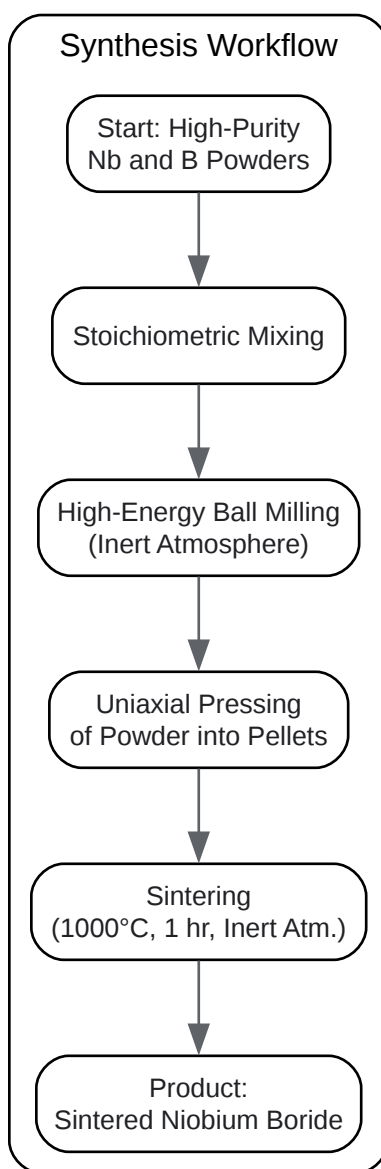 Synthesis Workflow
Start: High-Purity
Nb and B Powders
Stoichiometric Mixing
High-Energy Ball Milling
(Inert Atmosphere)
Uniaxial Pressing
of Powder into Pellets
Sintering
(1000°C, 1 hr, Inert Atm.)
Product:
Sintered Niobium Boride